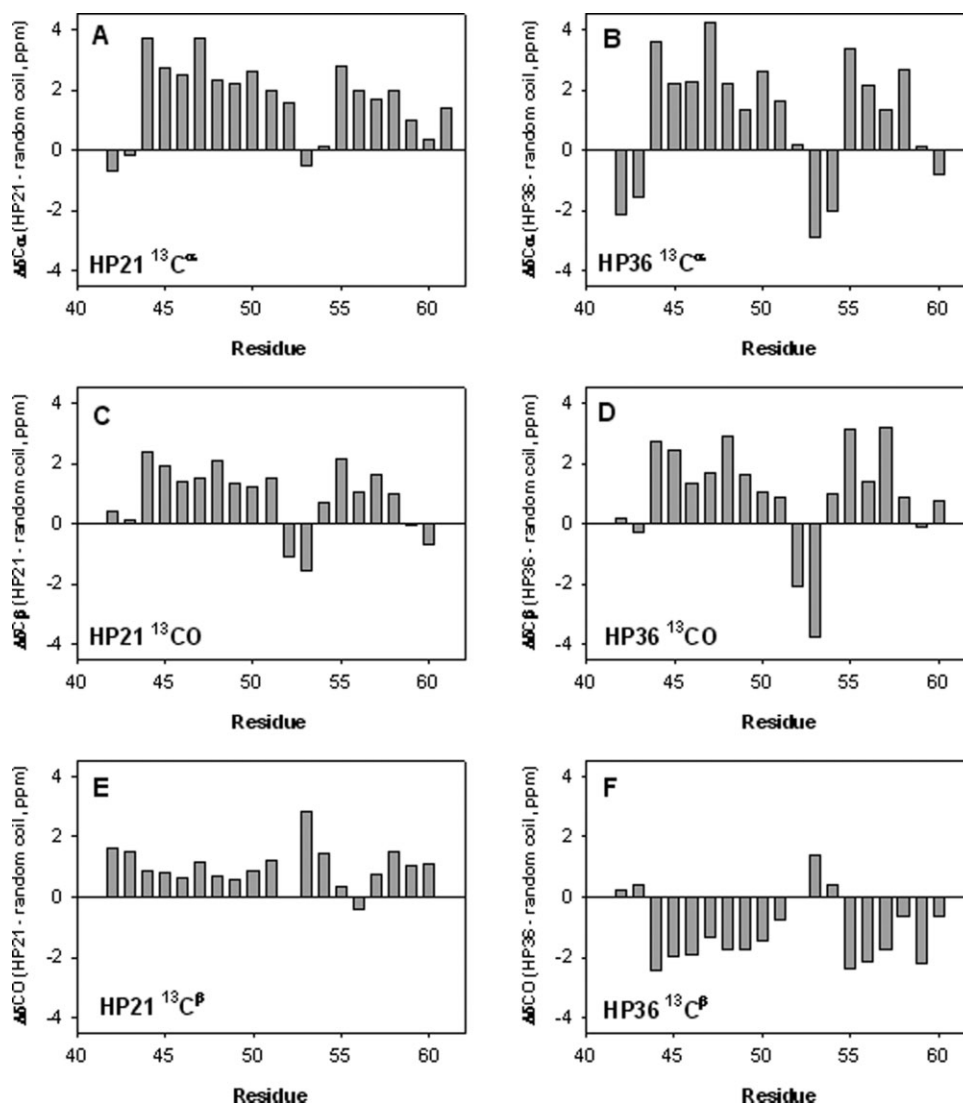 A
ΔδCα (HP21 - random coil, ppm)
4
2
0
-2
-4
HP21 ¹³Cᵅ
40 45 50 55 60
Residue
B
ΔδCα (HP36 - random coil, ppm)
4
2
0
-2
-4
HP36 ¹³Cᵅ
40 45 50 55 60
Residue
C
ΔδCβ (HP21 - random coil, ppm)
4
2
0
-2
-4
HP21 ¹³CO
40 45 50 55 60
Residue
D
ΔδCβ (HP36 - random coil, ppm)
4
2
0
-2
-4
HP36 ¹³CO
40 45 50 55 60
Residue
E
ΔδCO (HP21 - random coil, ppm)
4
2
0
-2
-4
HP21 ¹³Cᵝ
40 45 50 55 60
Residue
F
ΔδCO (HP36 - random coil, ppm)
4
2
0
-2
-4
HP36 ¹³Cᵝ
40 45 50 55 60
Residue